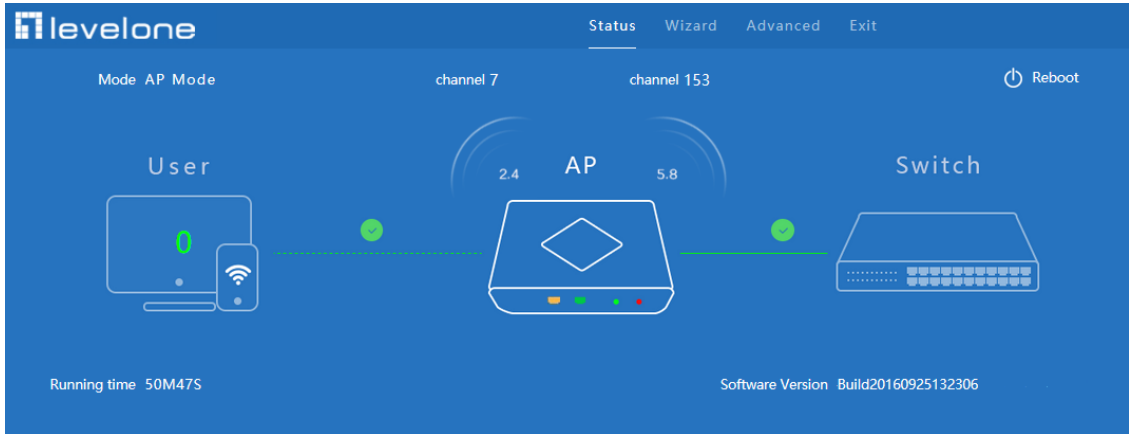 levelone
Status Wizard Advanced Exit
Mode AP Mode channel 7 channel 153 Reboot
User AP Switch
2.4 5.8
0
Running time 50M47S Software Version Build20160925132306